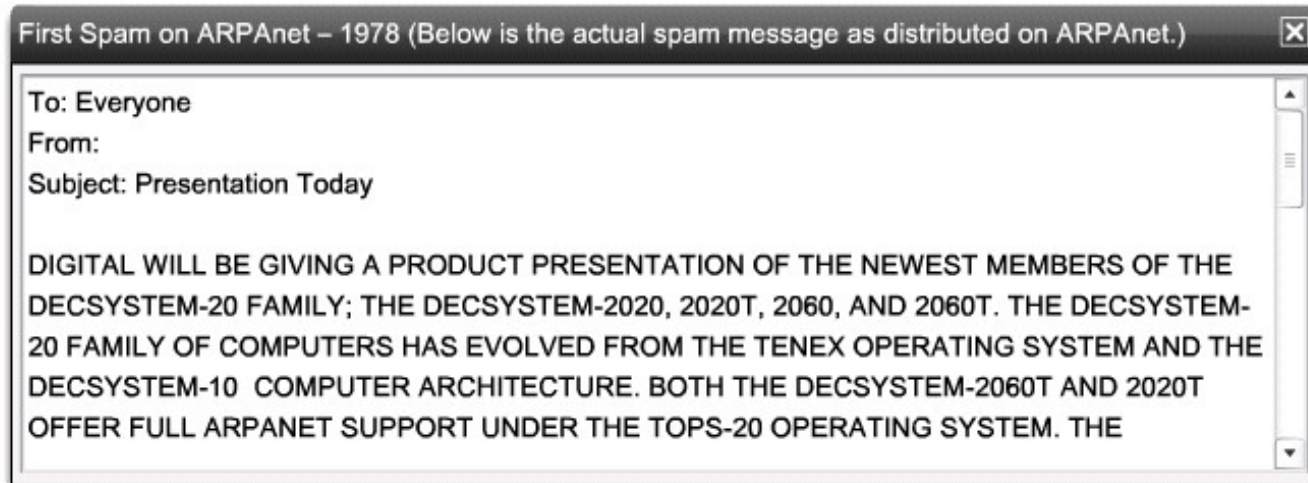 First Spam on ARPAnet – 1978 (Below is the actual spam message as distributed on ARPAnet.)
To: Everyone
From:
Subject: Presentation Today
DIGITAL WILL BE GIVING A PRODUCT PRESENTATION OF THE NEWEST MEMBERS OF THE
DECSYSTEM-20 FAMILY; THE DECSYSTEM-2020, 2020T, 2060, AND 2060T. THE DECSYSTEM-
20 FAMILY OF COMPUTERS HAS EVOLVED FROM THE TENEX OPERATING SYSTEM AND THE
DECSYSTEM-10  COMPUTER ARCHITECTURE. BOTH THE DECSYSTEM-2060T AND 2020T
OFFER FULL ARPANET SUPPORT UNDER THE TOPS-20 OPERATING SYSTEM. THE